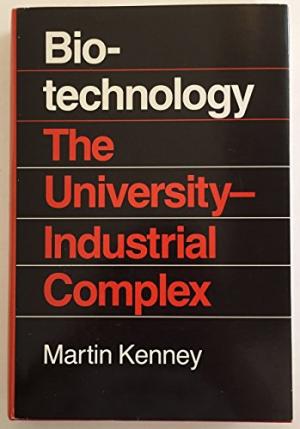 Bio-
technology
The
University–
Industrial
Complex
Martin Kenney